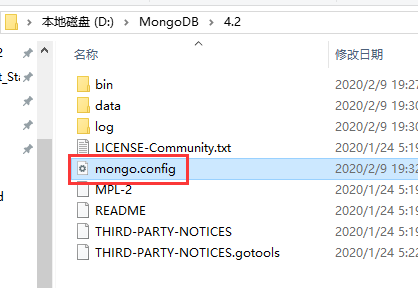 本地磁盘 (D:) > MongoDB > 4.2
名称 修改日期
bin 2020/2/9 19:27
data 2020/2/9 19:30
log 2020/2/9 19:30
t_Sta LICENSE-Community.txt 2020/1/24 5:19
mongo.config 2020/2/9 19:32
MPL-2 2020/1/24 5:19
README 2020/1/24 5:19
THIRD-PARTY-NOTICES 2020/1/24 5:19
THIRD-PARTY-NOTICES.gotools 2020/1/24 5:22